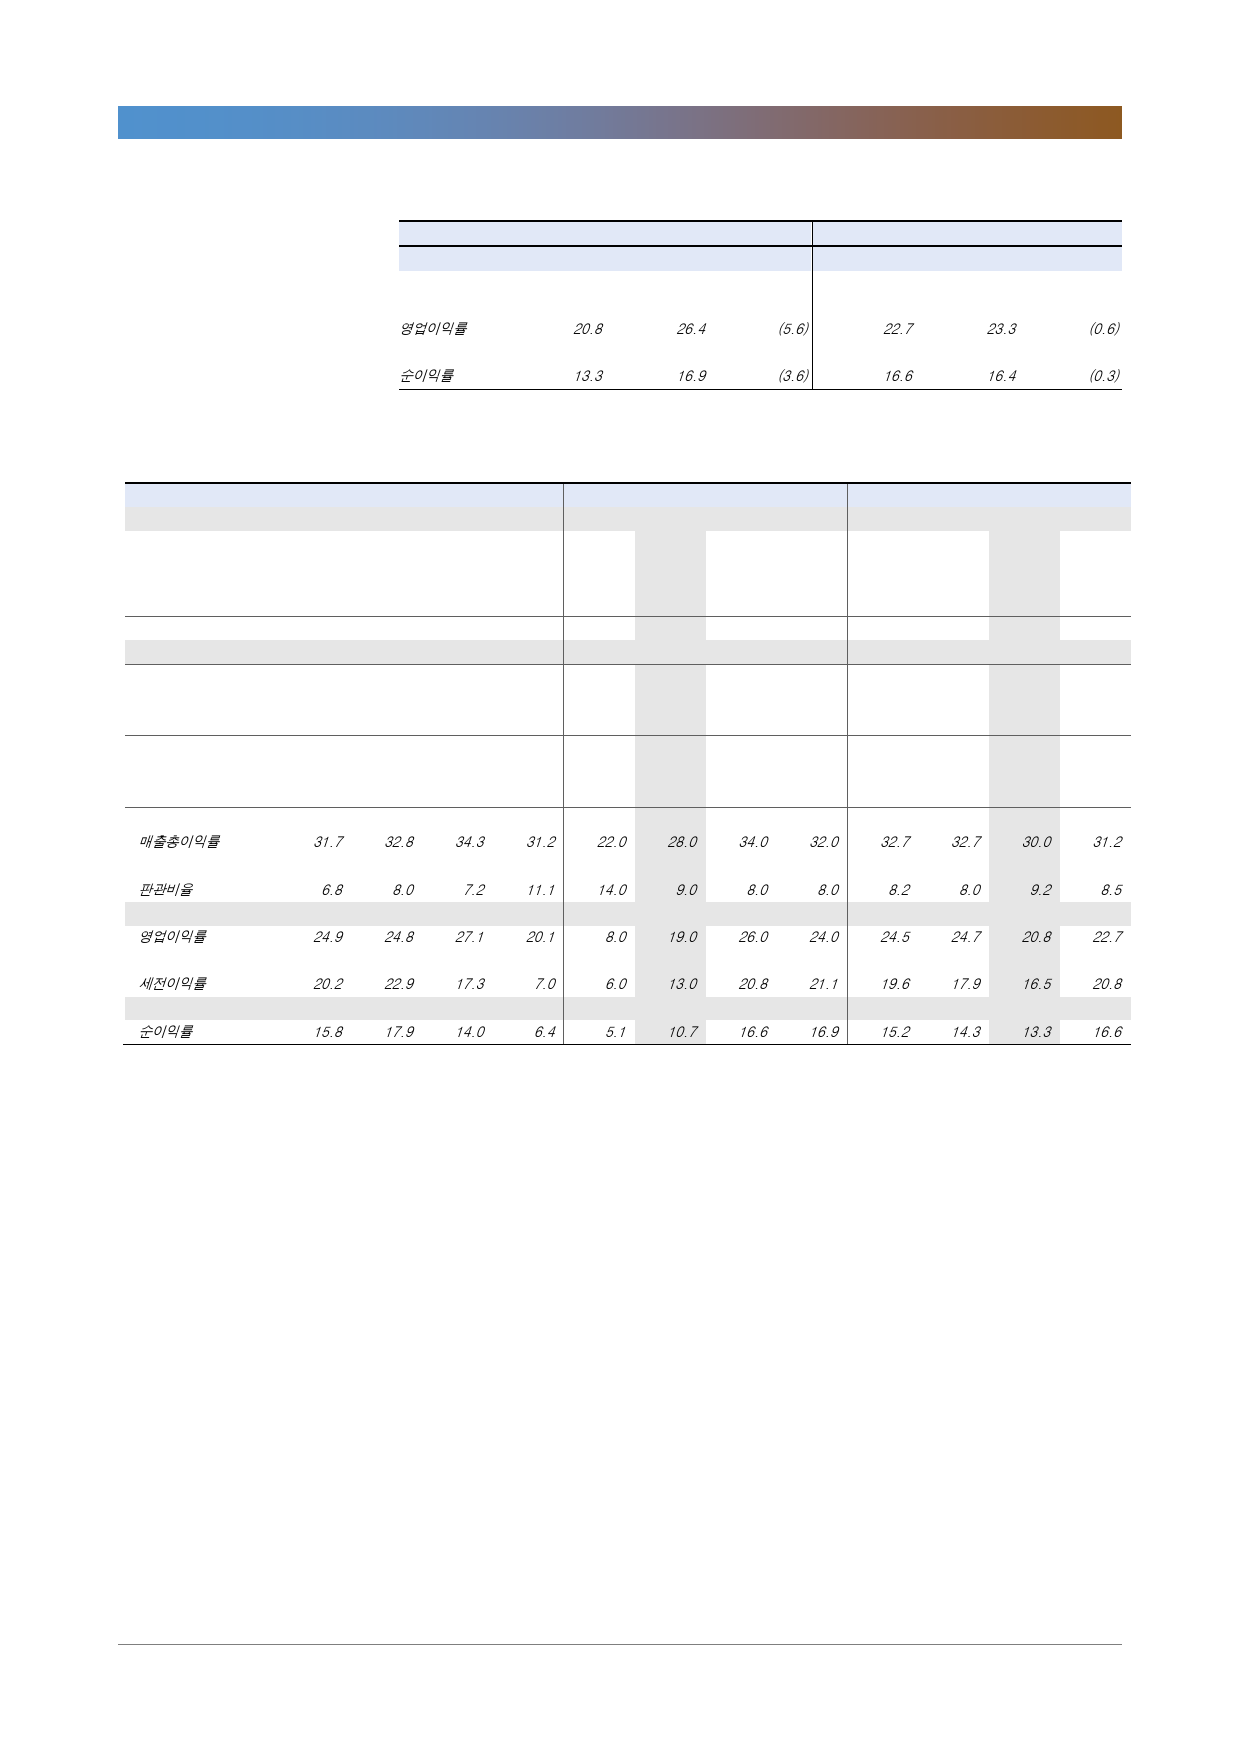 영업이익률 20.8 26.4 (5.6) 22.7 23.3 (0.6)
순이익률 13.3 16.9 (3.6) 16.6 16.4 (0.3)
매출총이익률 31.7 32.8 34.3 31.2 22.0 28.0 34.0 32.0 32.7 32.7 30.0 31.2
판관비율 6.8 8.0 7.2 11.1 14.0 9.0 8.0 8.0 8.2 8.0 9.2 8.5
영업이익률 24.9 24.8 27.1 20.1 8.0 19.0 26.0 24.0 24.5 24.7 20.8 22.7
세전이익률 20.2 22.9 17.3 7.0 6.0 13.0 20.8 21.1 19.6 17.9 16.5 20.8
순이익률 15.8 17.9 14.0 6.4 5.1 10.7 16.6 16.9 15.2 14.3 13.3 16.6